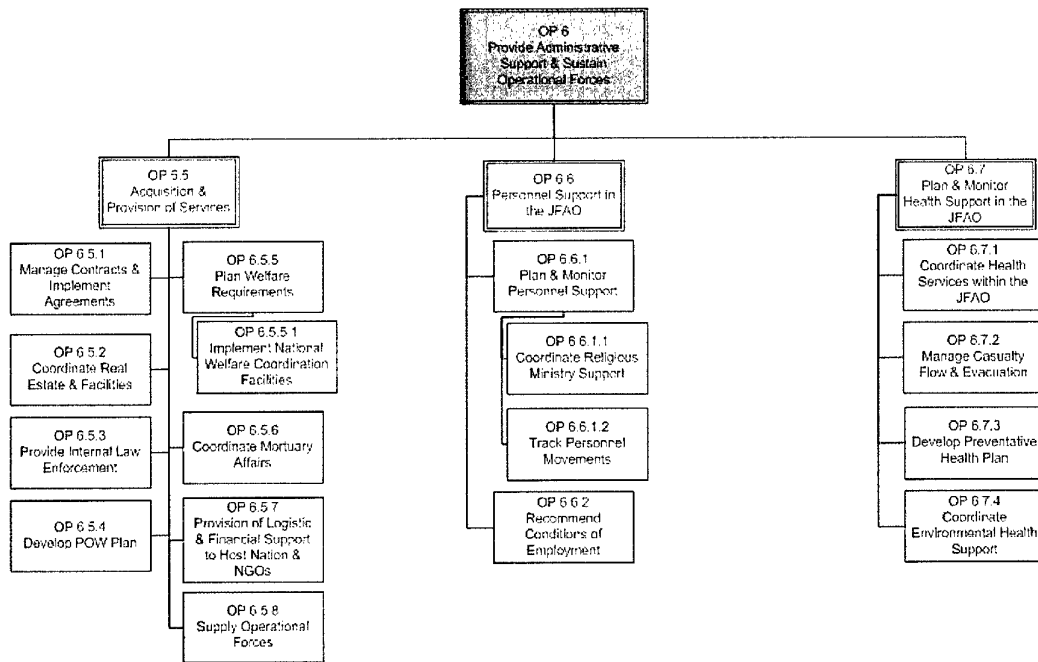 OP 6
Provide Administrative
Support & Sustain
Operational Forces
OP 6.5
Acquisition &
Provision of Services
OP 6.5.1
Manage Contracts &
Implement
Agreements
OP 6.5.2
Coordinate Real
Estate & Facilities
OP 6.5.3
Provide Internal Law
Enforcement
OP 6.5.4
Develop POW Plan
OP 6.5.5
Plan Welfare
Requirements
OP 6.5.5.1
Implement National
Welfare Coordination
Facilities
OP 6.5.6
Coordinate Mortuary
Affairs
OP 6.5.7
Provision of Logistic
& Financial Support
to Host Nation &
NGOs
OP 6.5.8
Supply Operational
Forces
OP 6.6
Personnel Support in
the JFAO
OP 6.6.1
Plan & Monitor
Personnel Support
OP 6.6.1.1
Coordinate Religious
Ministry Support
OP 6.6.1.2
Track Personnel
Movements
OP 6.6.2
Recommend
Conditions of
Employment
OP 6.7
Plan & Monitor
Health Support in the
JFAO
OP 6.7.1
Coordinate Health
Services within the
JFAO
OP 6.7.2
Manage Casualty
Flow & Evacuation
OP 6.7.3
Develop Preventative
Health Plan
OP 6.7.4
Coordinate
Environmental Health
Support